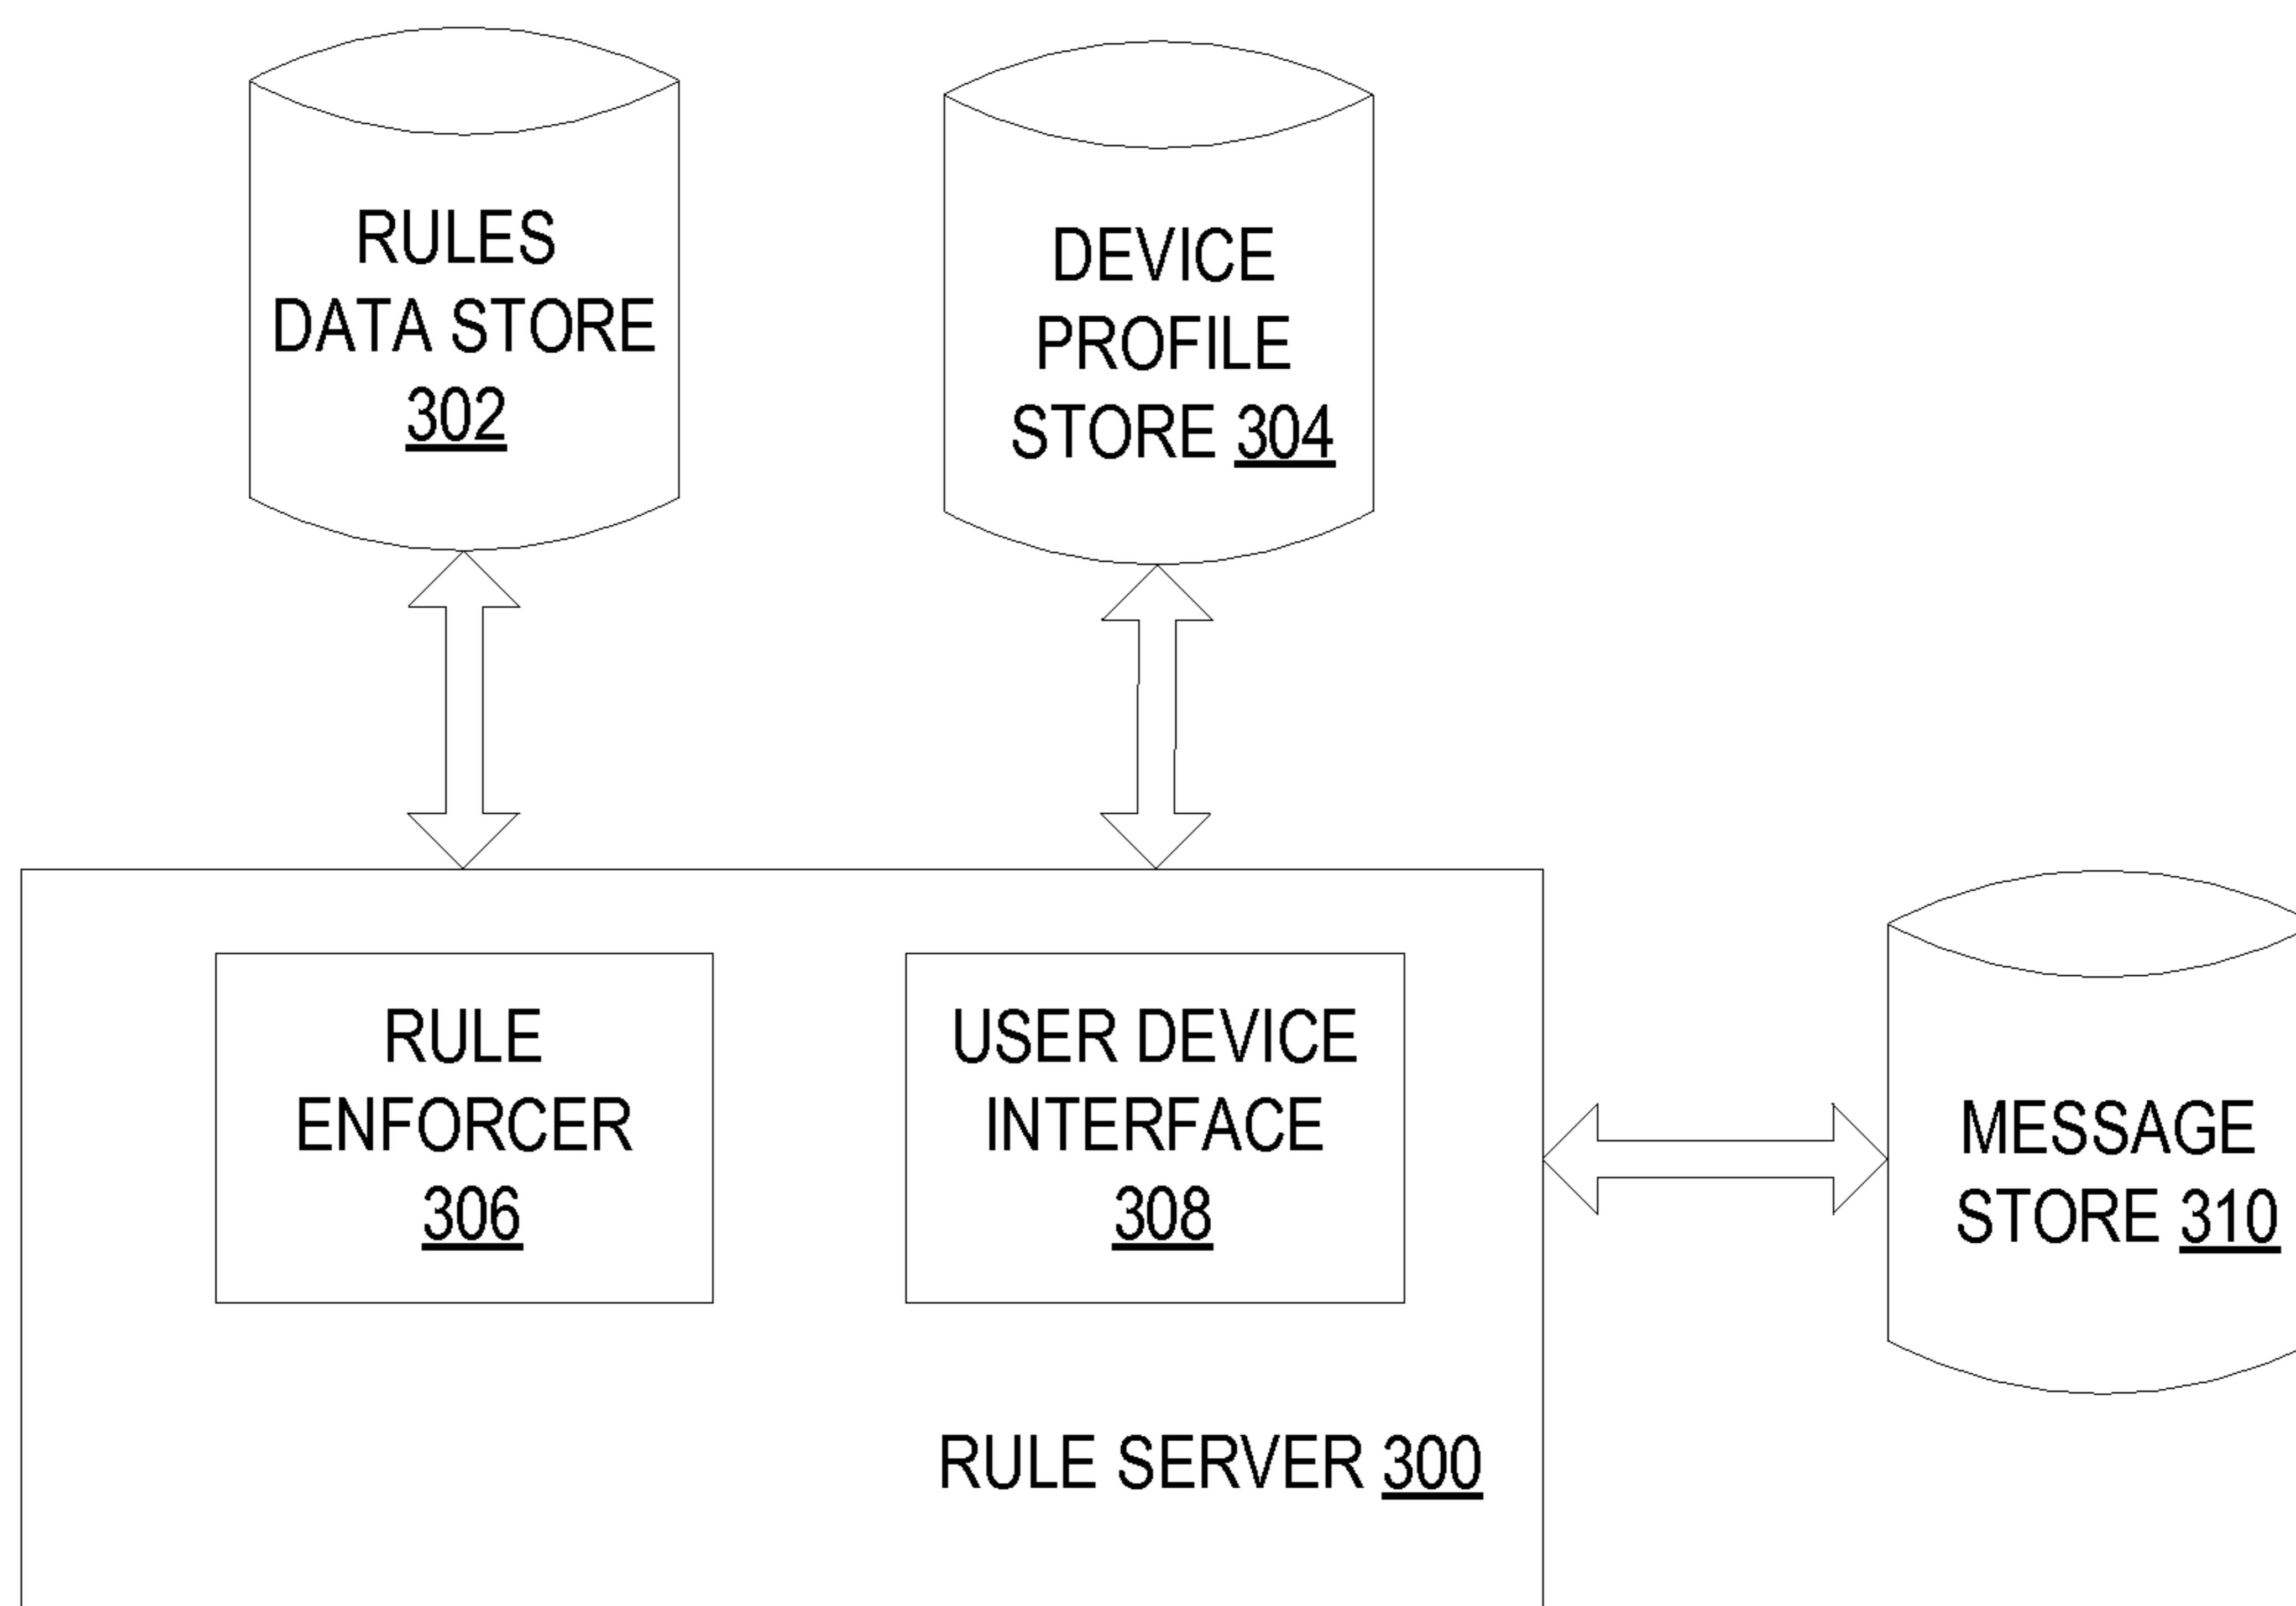 RULES
DATA STORE
302
DEVICE
PROFILE
STORE 304
RULE
ENFORCER
306
USER DEVICE
INTERFACE
308
MESSAGE
STORE 310
RULE SERVER 300